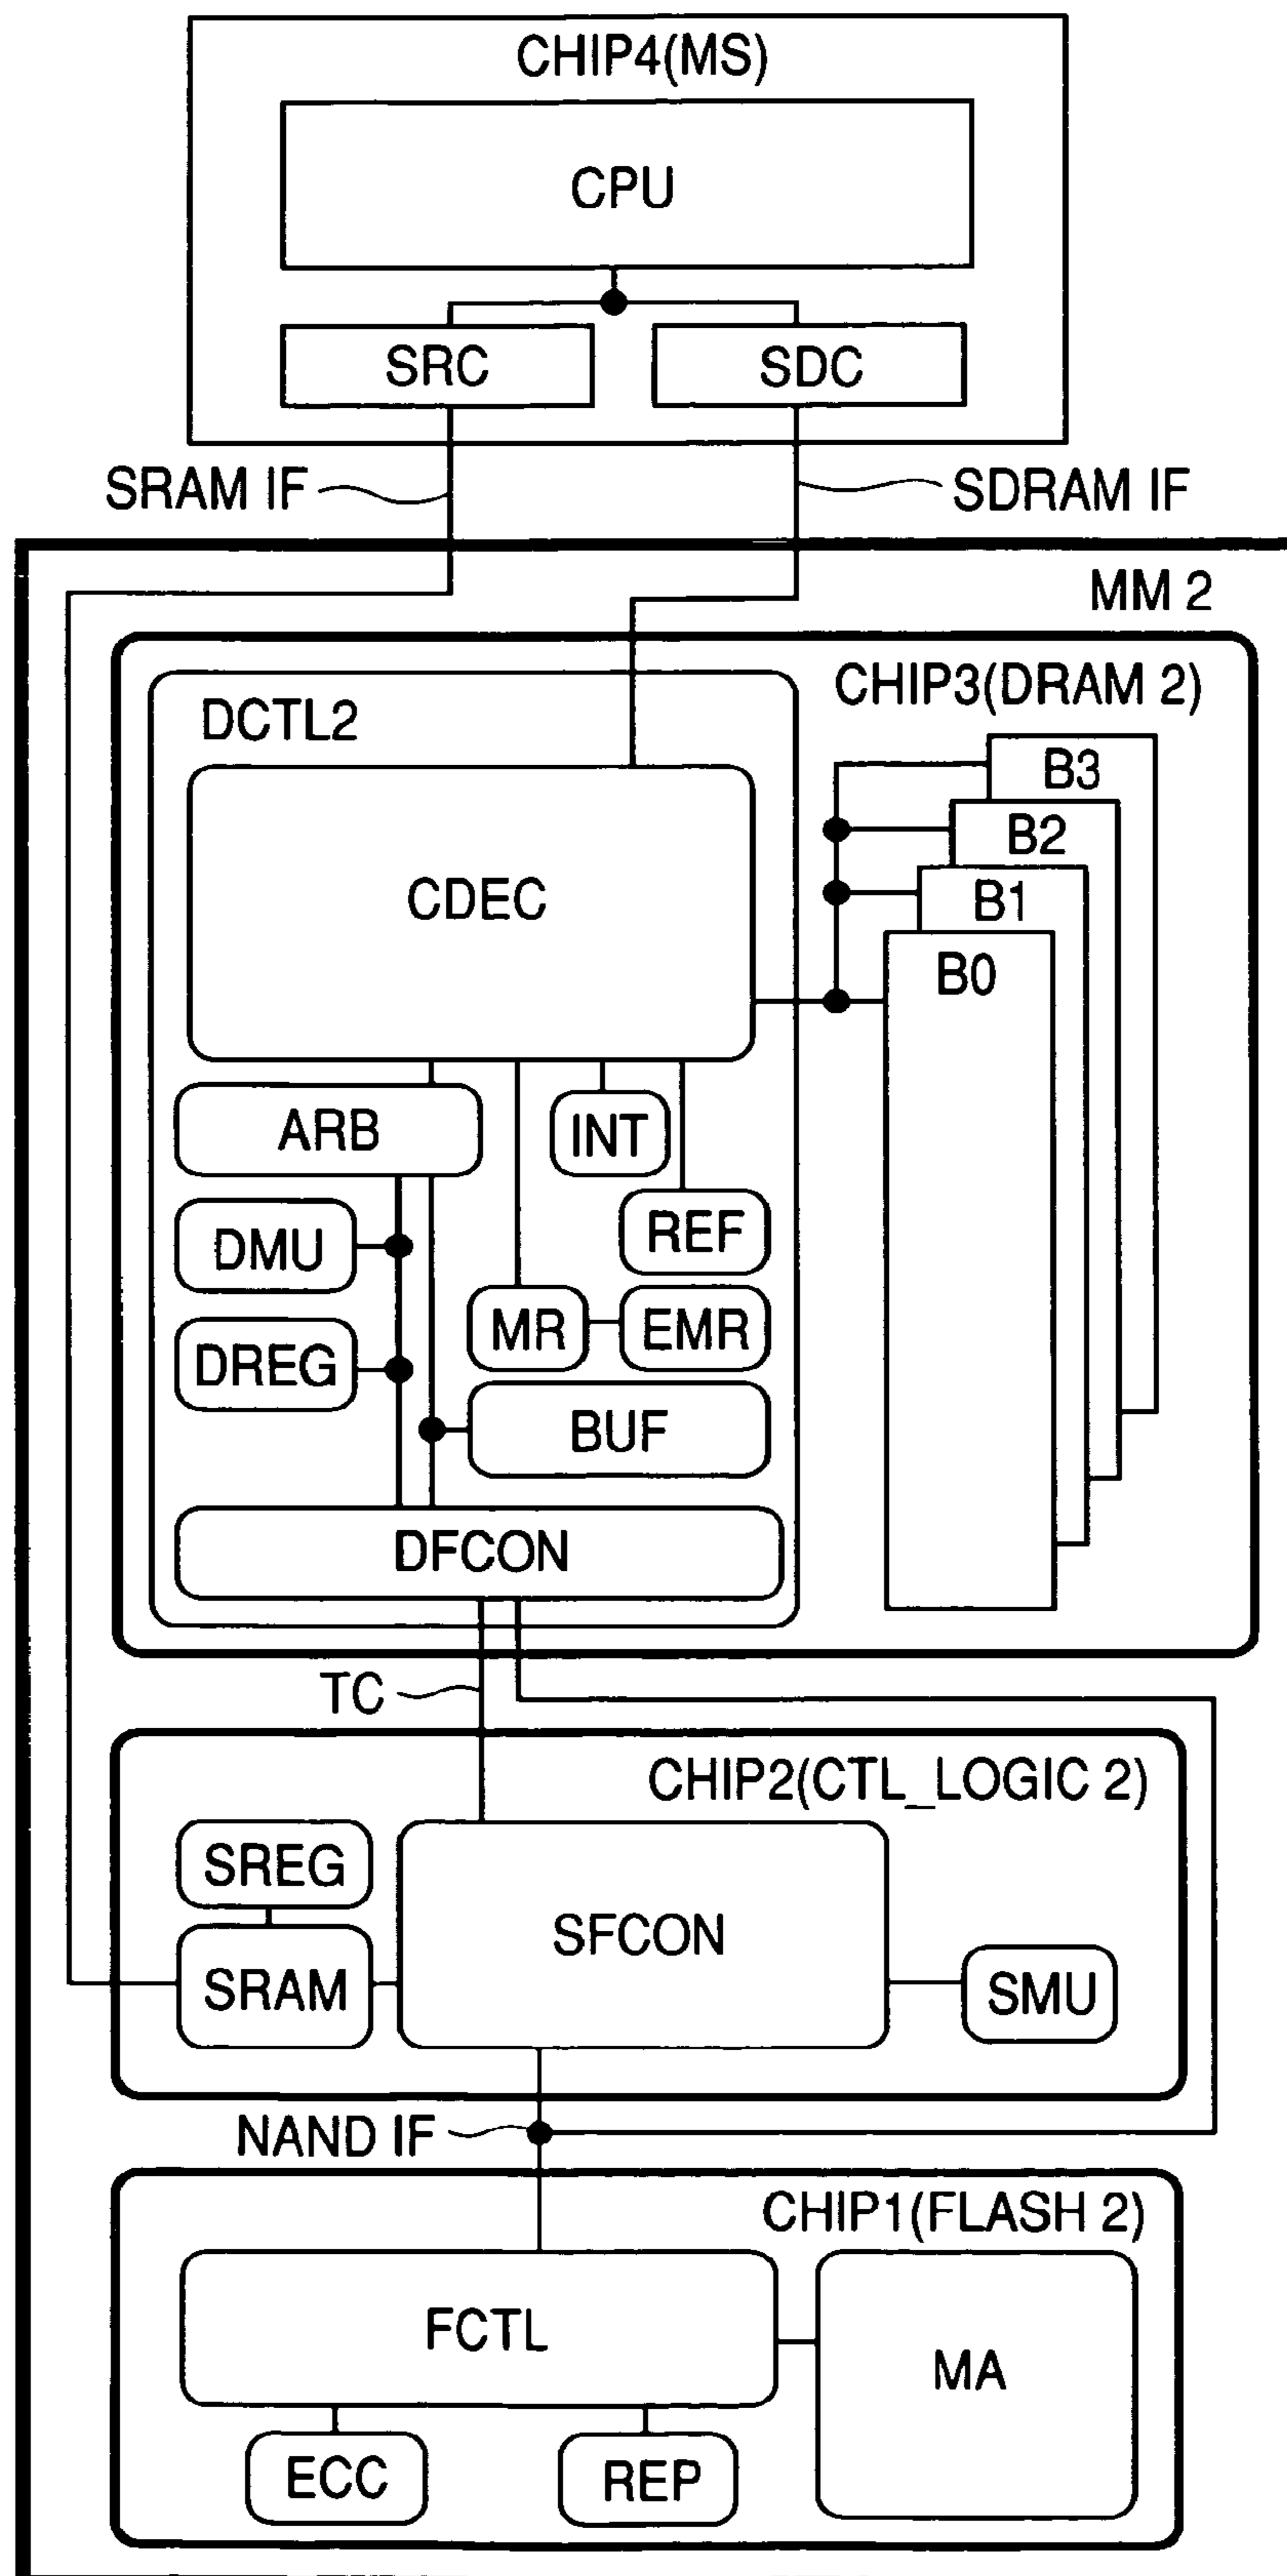 CHIP4(MS)
CPU
SRC
SDC
SRAM IF
SDRAM IF
MM 2
CHIP3(DRAM 2)
DCTL2
B3
B2
B1
B0
CDEC
ARB
INT
DMU
REF
MR
EMR
DREG
BUF
DFCON
TC
CHIP2(CTL_LOGIC 2)
SREG
SFCON
SRAM
SMU
NAND IF
CHIP1(FLASH 2)
FCTL
MA
ECC
REP